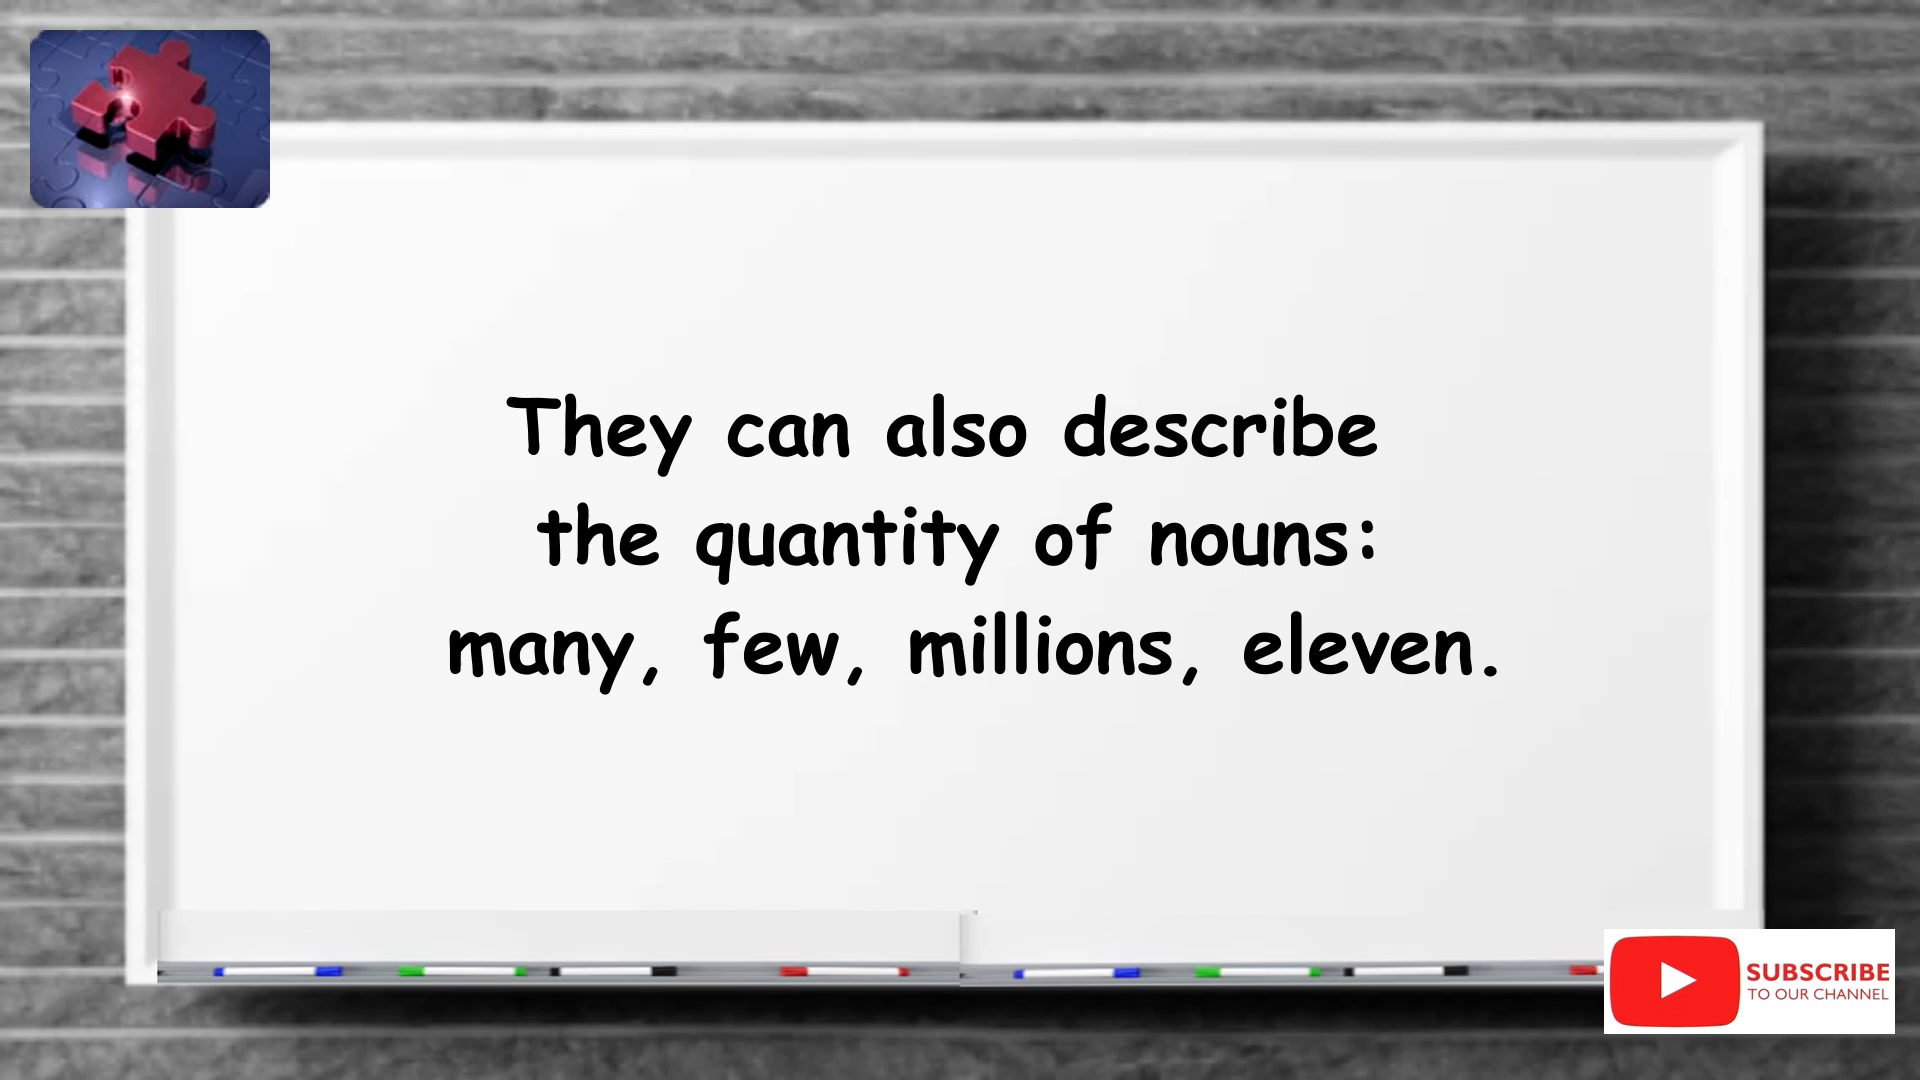 They can also describe
the quantity of nouns:
many, few, millions, eleven.
SUBSCRIBE
TO OUR CHANNEL